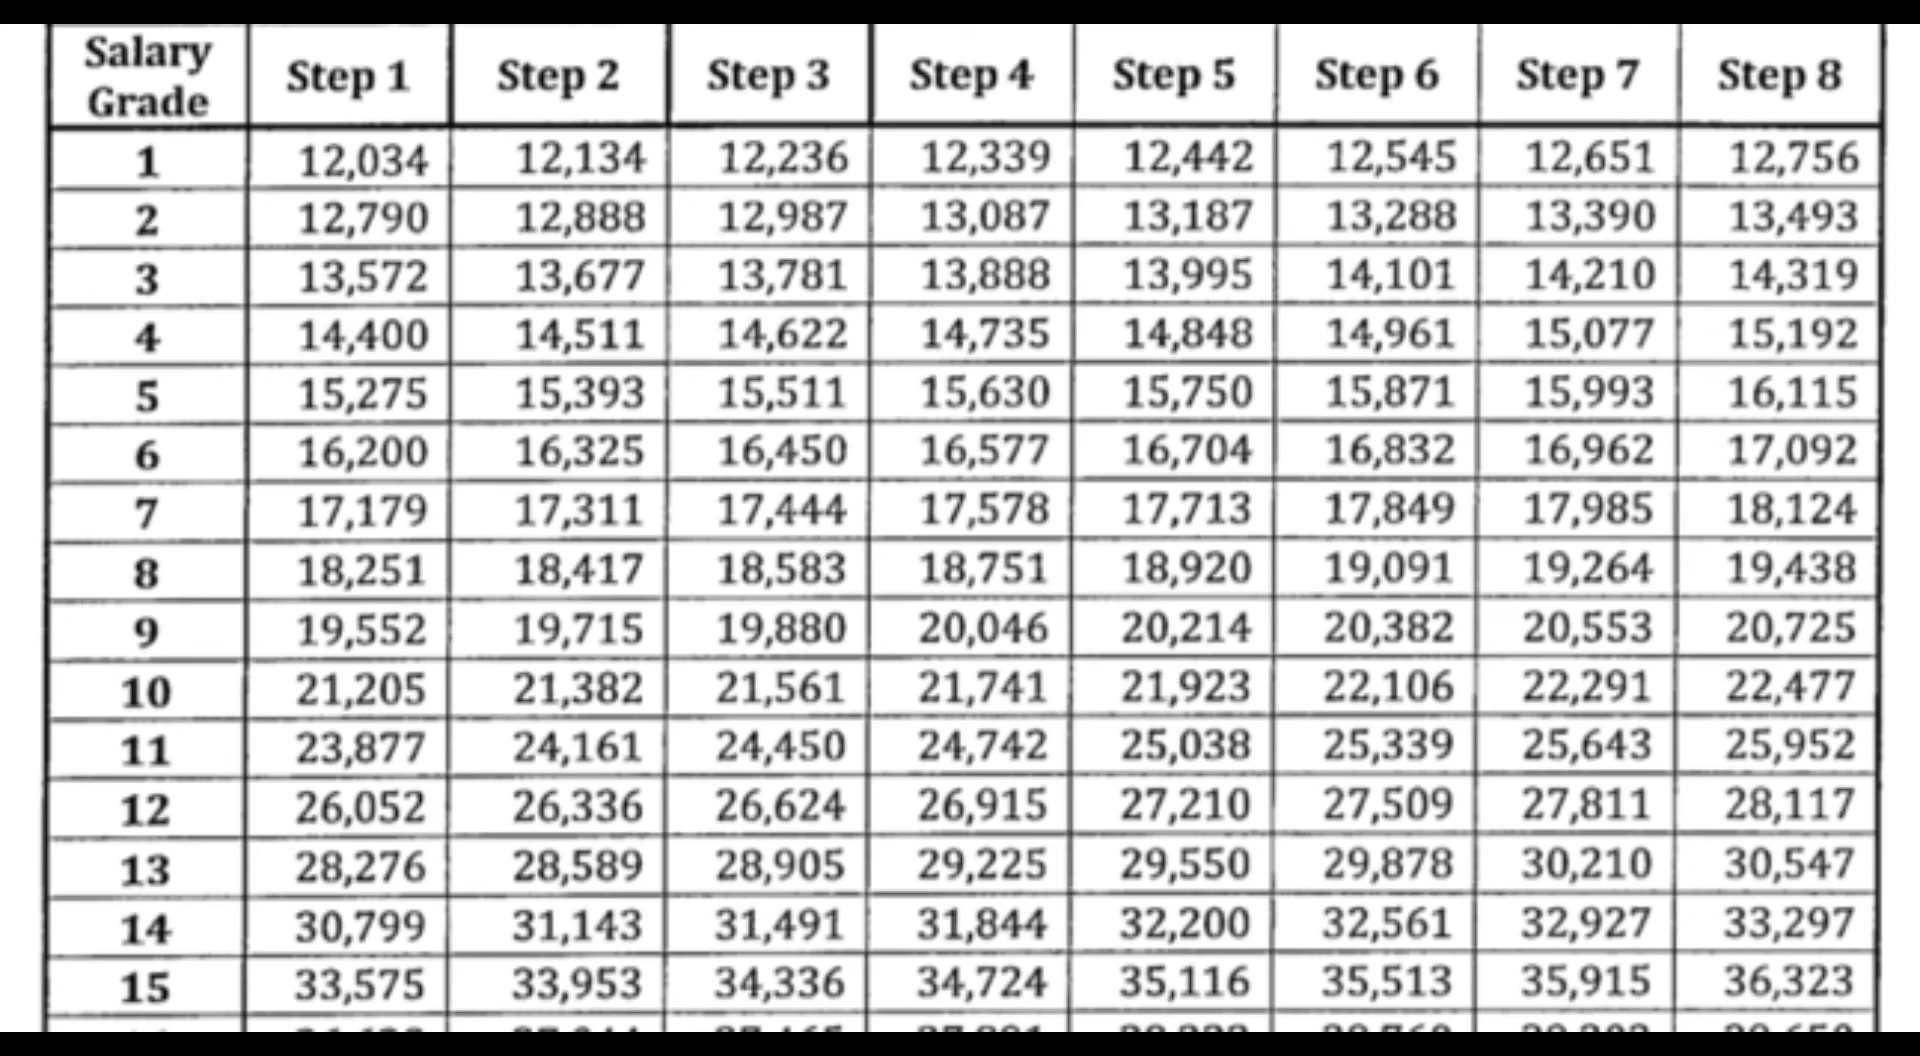 Salary Grade Step 1 Step 2 Step 3 Step 4 Step 5 Step 6 Step 7 Step 8
1 12,034 12,134 12,236 12,339 12,442 12,545 12,651 12,756
2 12,790 12,888 12,987 13,087 13,187 13,288 13,390 13,493
3 13,572 13,677 13,781 13,888 13,995 14,101 14,210 14,319
4 14,400 14,511 14,622 14,735 14,848 14,961 15,077 15,192
5 15,275 15,393 15,511 15,630 15,750 15,871 15,993 16,115
6 16,200 16,325 16,450 16,577 16,704 16,832 16,962 17,092
7 17,179 17,311 17,444 17,578 17,713 17,849 17,985 18,124
8 18,251 18,417 18,583 18,751 18,920 19,091 19,264 19,438
9 19,552 19,715 19,880 20,046 20,214 20,382 20,553 20,725
10 21,205 21,382 21,561 21,741 21,923 22,106 22,291 22,477
11 23,877 24,161 24,450 24,742 25,038 25,339 25,643 25,952
12 26,052 26,336 26,624 26,915 27,210 27,509 27,811 28,117
13 28,276 28,589 28,905 29,225 29,550 29,878 30,210 30,547
14 30,799 31,143 31,491 31,844 32,200 32,561 32,927 33,297
15 33,575 33,953 34,336 34,724 35,116 35,513 35,915 36,323